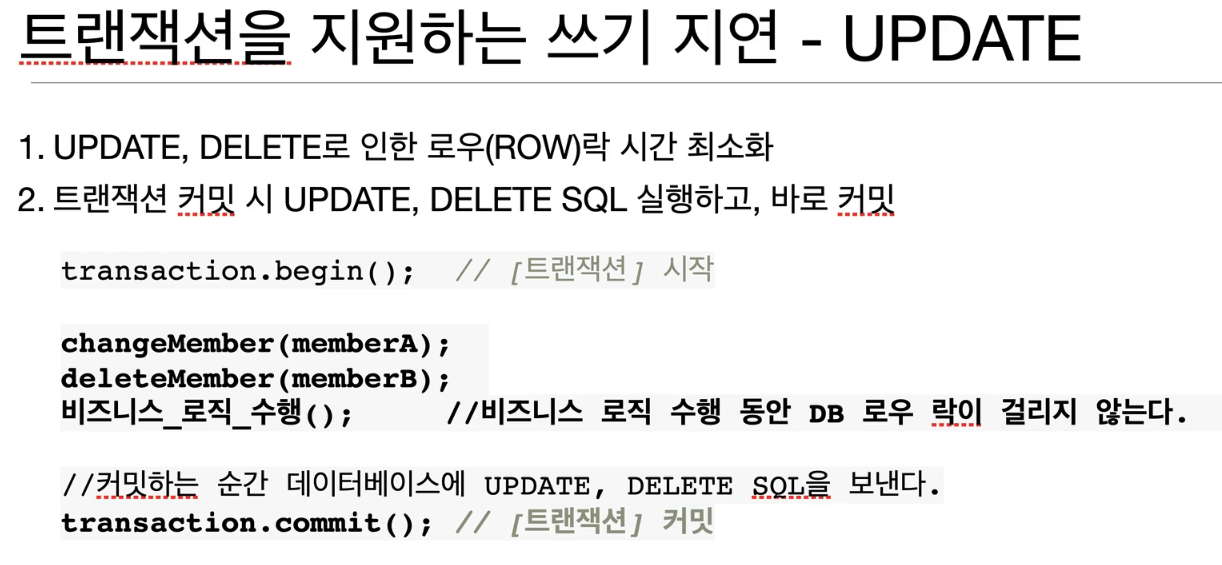 트랜잭션을 지원하는 쓰기 지연 - UPDATE
1. UPDATE, DELETE로 인한 로우(ROW)락 시간 최소화
2. 트랜잭션 커밋 시 UPDATE, DELETE SQL 실행하고, 바로 커밋
transaction.begin(); // [트랜잭션] 시작
changeMember(memberA);
deleteMember(memberB);
비즈니스_로직_수행(); //비즈니스 로직 수행 동안 DB 로우 락이 걸리지 않는다.
//커밋하는 순간 데이터베이스에 UPDATE, DELETE SQL을 보낸다.
transaction.commit(); // [트랜잭션] 커밋